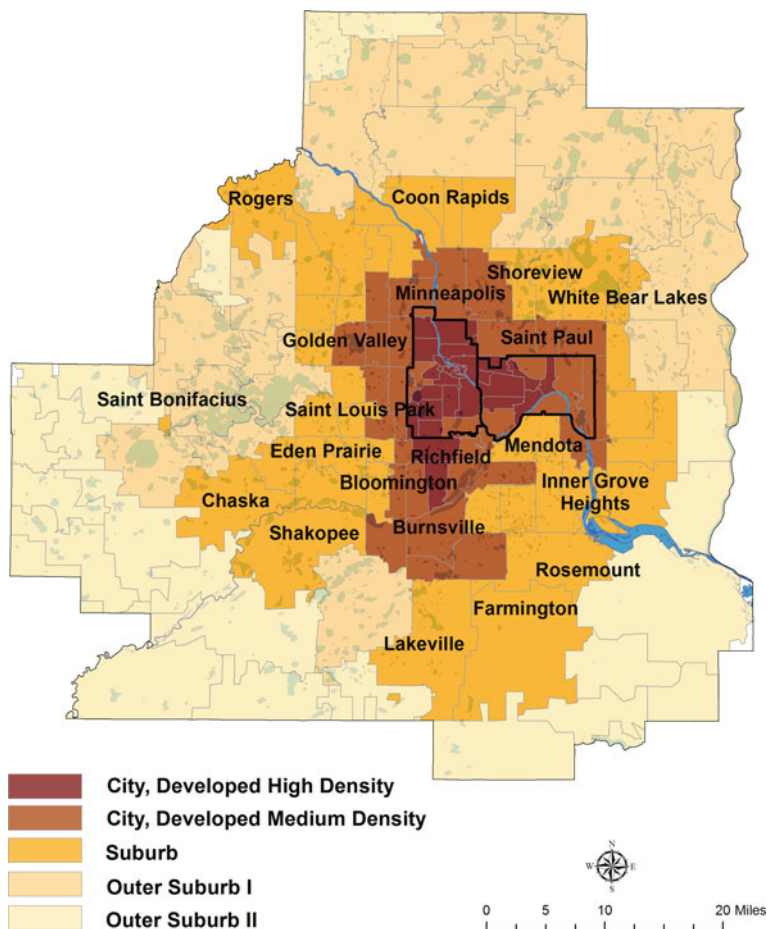 Rogers
Coon Rapids
Shoreview
Minneapolis
White Bear Lakes
Golden Valley
Saint Paul
Saint Bonifacius
Saint Louis Park
Eden Prairie
Richfield
Mendota
Bloomington
Inner Grove
Heights
Chaska
Shakopee
Burnsville
Rosemount
Farmington
Lakeville
City, Developed High Density
City, Developed Medium Density
Suburb
Outer Suburb I
Outer Suburb II
N
W E
S
0 5 10 20 Miles